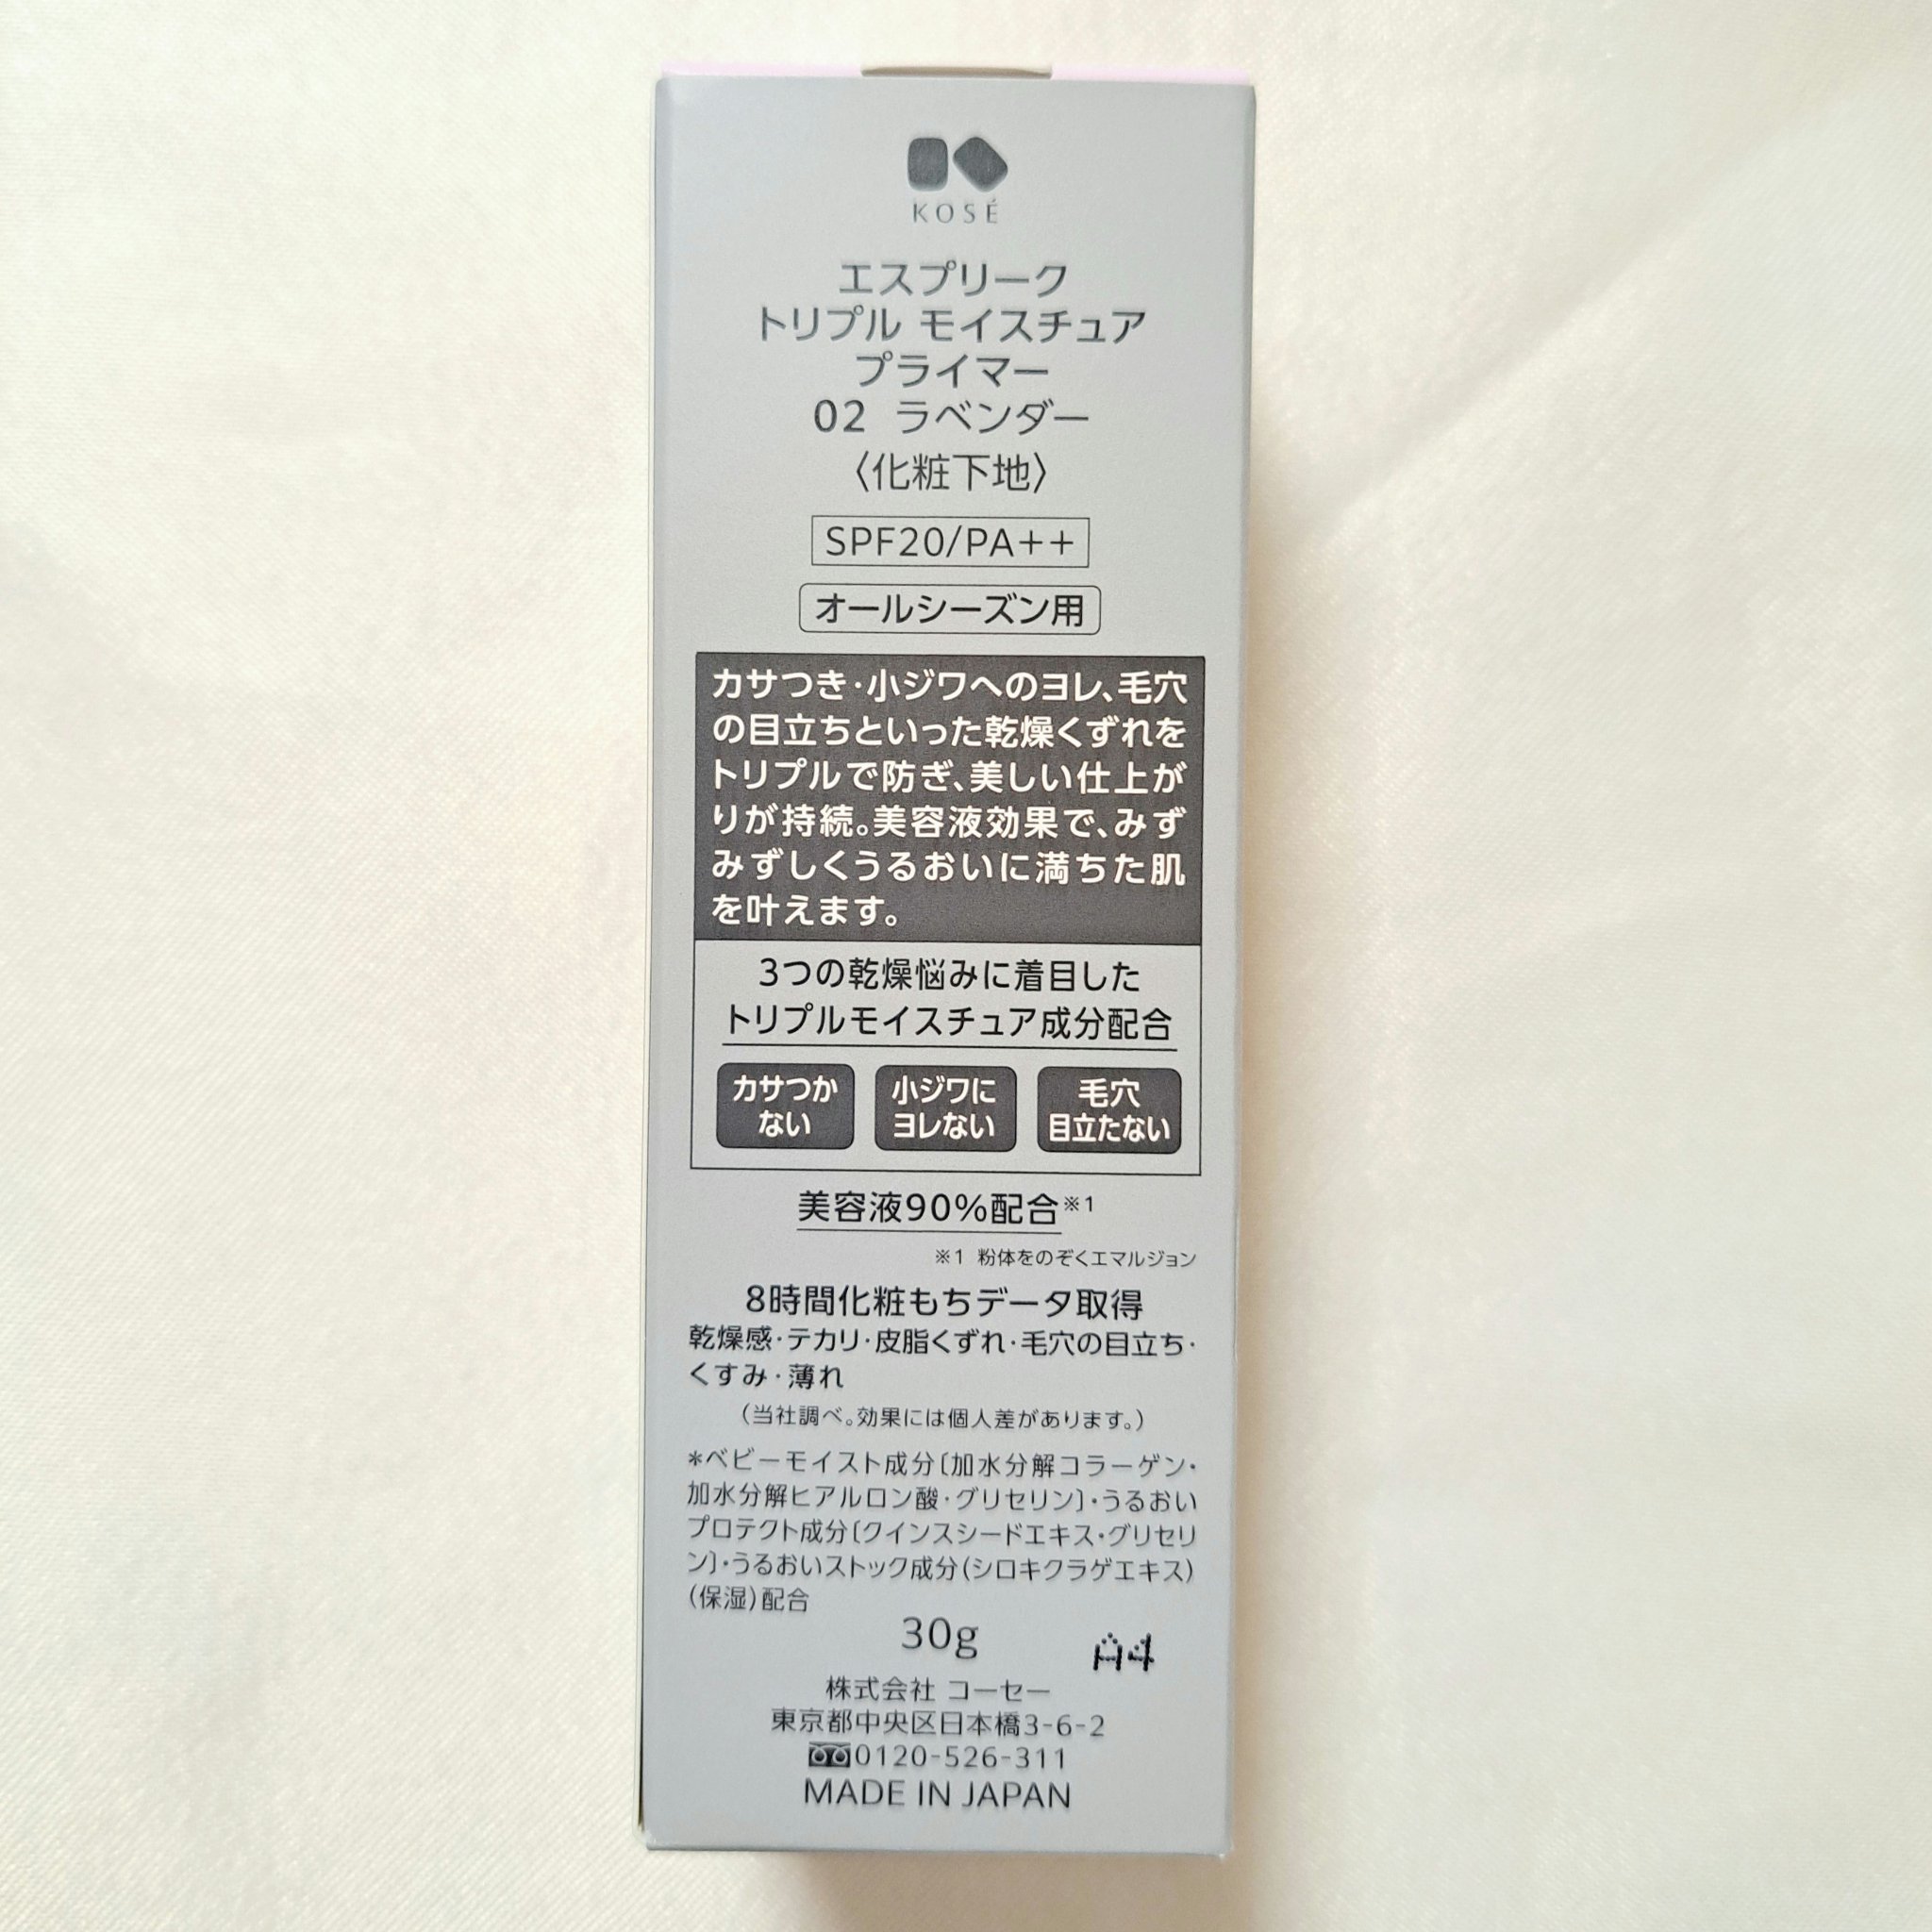 KOSÉ
エスプリーク
トリプル モイスチュア
プライマー
02 ラベンダー
〈化粧下地〉
SPF20/PA++
オールシーズン用
カサつき・小ジワへのヨレ、毛穴
の目立ちといった乾燥くずれを
トリプルで防ぎ、美しい仕上が
りが持続。美容液効果で、みず
みずしくうるおいに満ちた肌
を叶えます。
3つの乾燥悩みに着目した
トリプルモイスチュア成分配合
カサつか
ない
小ジワに
ヨレない
毛穴
目立たない
美容液90%配合※1
※1 粉体をのぞくエマルジョン
8時間化粧もちデータ取得
乾燥感・テカリ・皮脂くずれ・毛穴の目立ち・
くすみ・薄れ
(当社調べ。効果には個人差があります。)
*ベビーモイスト成分〔加水分解コラーゲン・
加水分解ヒアルロン酸・グリセリン〕・うるおい
プロテクト成分〔クインスシードエキス・グリセリ
ン〕・うるおいストック成分(シロキクラゲエキス)
(保湿)配合
30g
A4
株式会社 コーセー
東京都中央区日本橋3-6-2
0120-526-311
MADE IN JAPAN